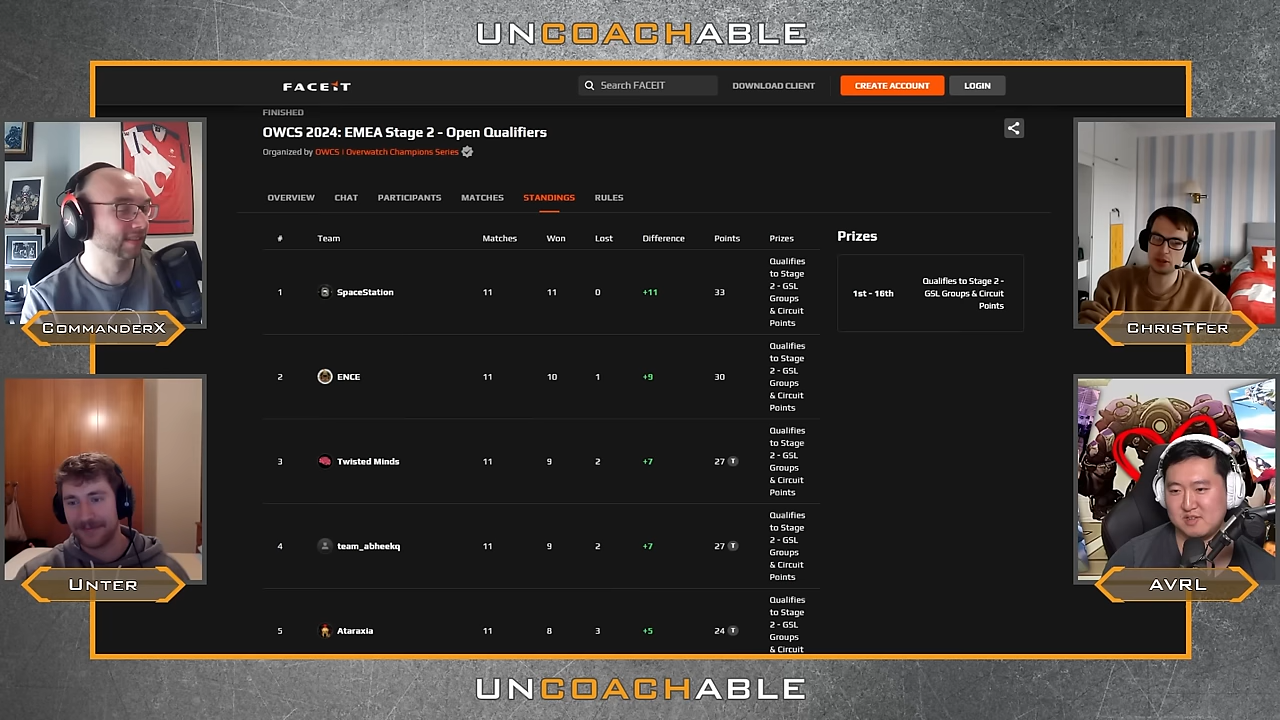 UNCOACHABLE
FACEIT
Search FACEIT
DOWNLOAD CLIENT
CREATE ACCOUNT
LOGIN
FINISHED
OWCS 2024: EMEA Stage 2 - Open Qualifiers
Organized by OWCS | Overwatch Champions Series
OVERVIEW CHAT PARTICIPANTS MATCHES STANDINGS RULES
# Team Matches Won Lost Difference Points Prizes
1 SpaceStation 11 11 0 +11 33
Qualifies
to Stage
2 - GSL
Groups
& Circuit
Points
2 ENCE 11 10 1 +9 30
Qualifies
to Stage
2 - GSL
Groups
& Circuit
Points
3 Twisted Minds 11 9 2 +7 27 T
Qualifies
to Stage
2 - GSL
Groups
& Circuit
Points
4 team_abheekq 11 9 2 +7 27 T
Qualifies
to Stage
2 - GSL
Groups
& Circuit
Points
5 Ataraxia 11 8 3 +5 24 T
Qualifies
to Stage
2 - GSL
Groups
& Circuit
Prizes
1st - 16th
Qualifies to Stage 2 -
GSL Groups & Circuit
Points
COMMANDERX
CHRISTFER
UNTER
AVRL
UNCOACHABLE